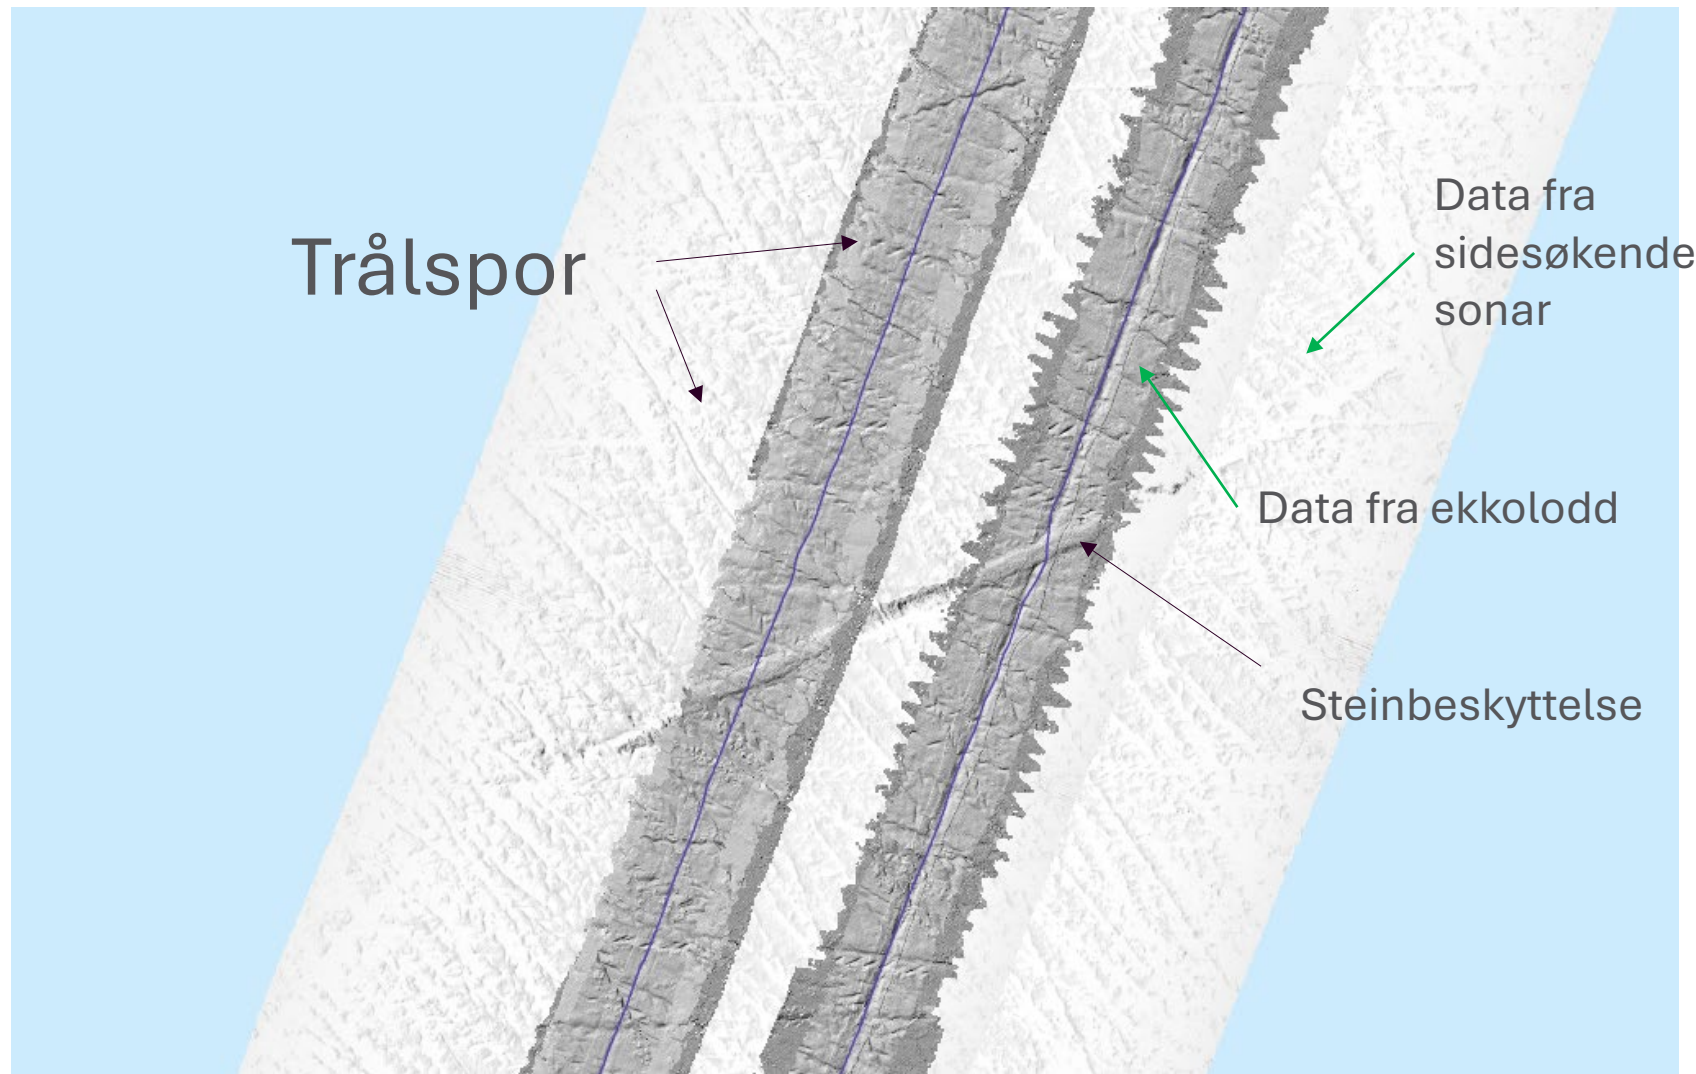 Trålspor
Data fra
sidesøkende
sonar
Data fra ekkolodd
Steinbeskyttelse